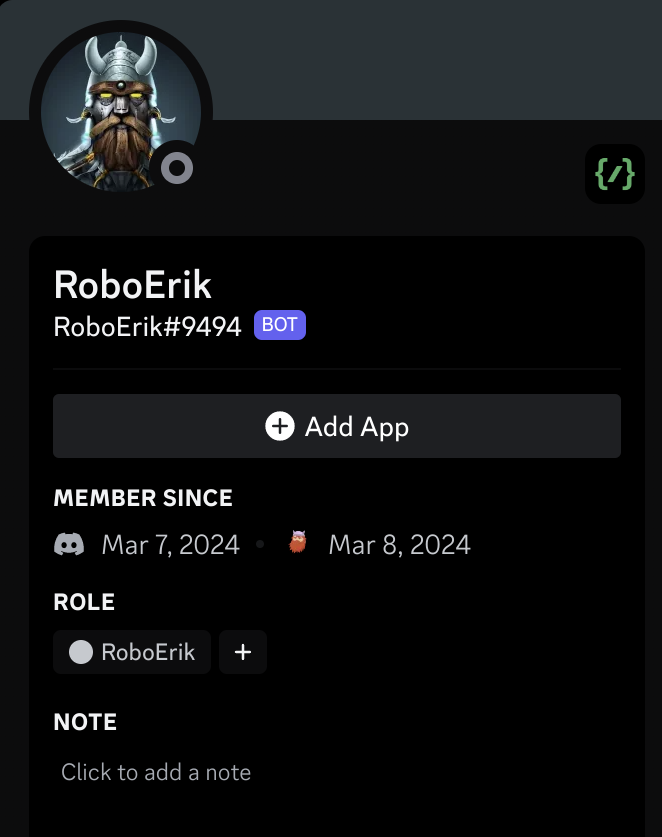 {/}
RoboErik
RoboErik#9494 BOT
Add App
MEMBER SINCE
Mar 7, 2024 • Mar 8, 2024
ROLE
RoboErik +
NOTE
Click to add a note